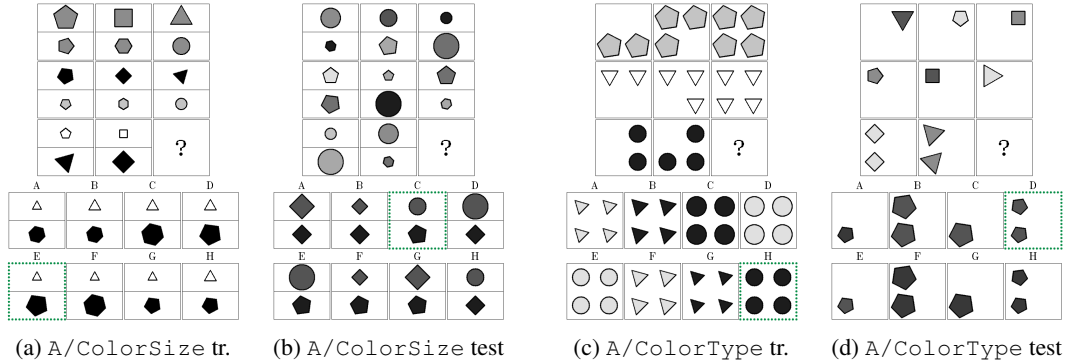 ? ? ? ?
A B C D A B C D A B C D A B C D
E F G H E F G H E F G H E F G H
(a) A/ColorSize tr. (b) A/ColorSize test (c) A/ColorType tr. (d) A/ColorType test